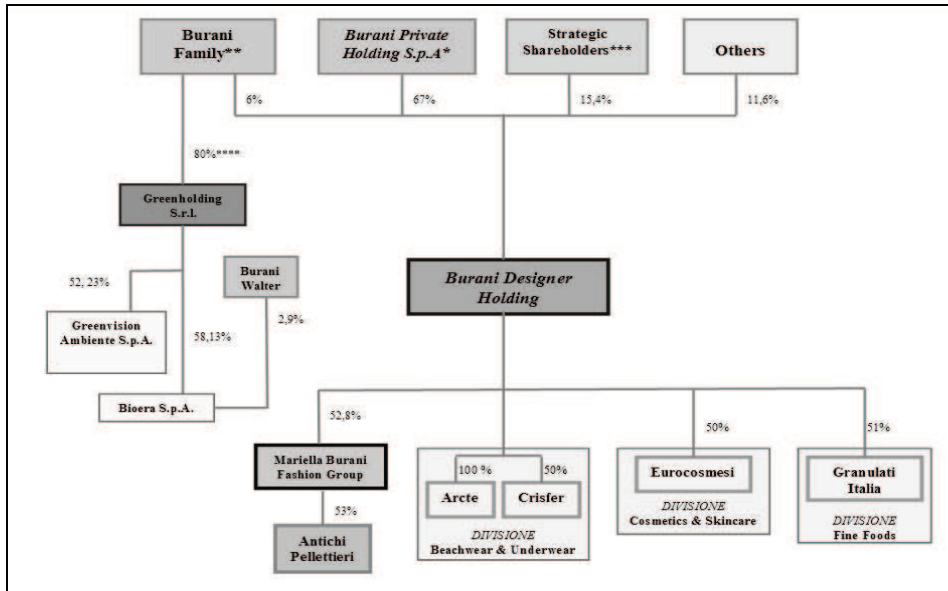 Burani
Family**
Burani Private
Holding S.p.A*
Strategic
Shareholders***
Others
6%
67%
15,4%
11,6%
80%****
Greenholding
S.r.l.
52, 23%
Burani
Walter
Burani Designer
Holding
Greenvision
Ambiente S.p.A.
58,13%
2,9%
Bioera S.p.A.
52,8%
50%
51%
Mariella Burani
Fashion Group
100 %
50%
Arcte
Crisfer
DIVISIONE
Beachwear & Underwear
Eurocosmesi
DIVISIONE
Cosmetics & Skincare
Granulati
Italia
DIVISIONE
Fine Foods
53%
Antichi
Pellettieri